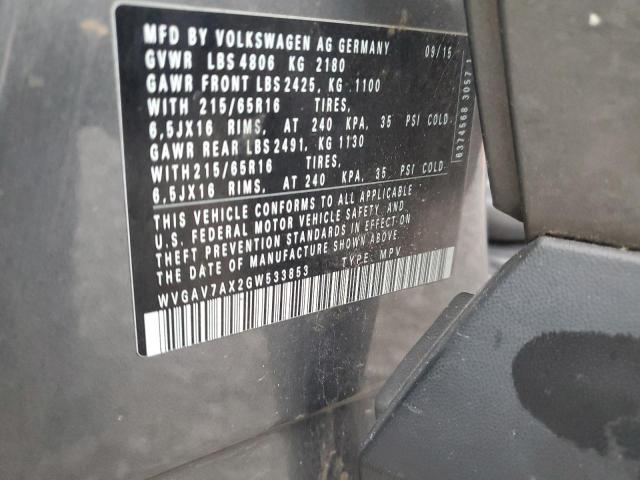 MFD BY VOLKSWAGEN AG GERMANY 09/15
GVWR LBS 4806 KG 2180
GAWR FRONT LBS 2425, KG 1100
WITH 215/65R16 TIRES,
6,5JX16 RIMS, AT 240 KPA, 35 PSI COLD.
GAWR REAR LBS 2491, KG 1130
WITH 215/65R16 TIRES,
6,5JX16 RIMS, AT 240 KPA, 35 PSI COLD.
THIS VEHICLE CONFORMS TO ALL APPLICABLE
U.S. FEDERAL MOTOR VEHICLE SAFETY, AND
THEFT PREVENTION STANDARDS IN EFFECT ON
THE DATE OF MANUFACTURE SHOWN ABOVE.
WVGAV7AX2GW533853 TYPE: MPV
6374568 3057 1